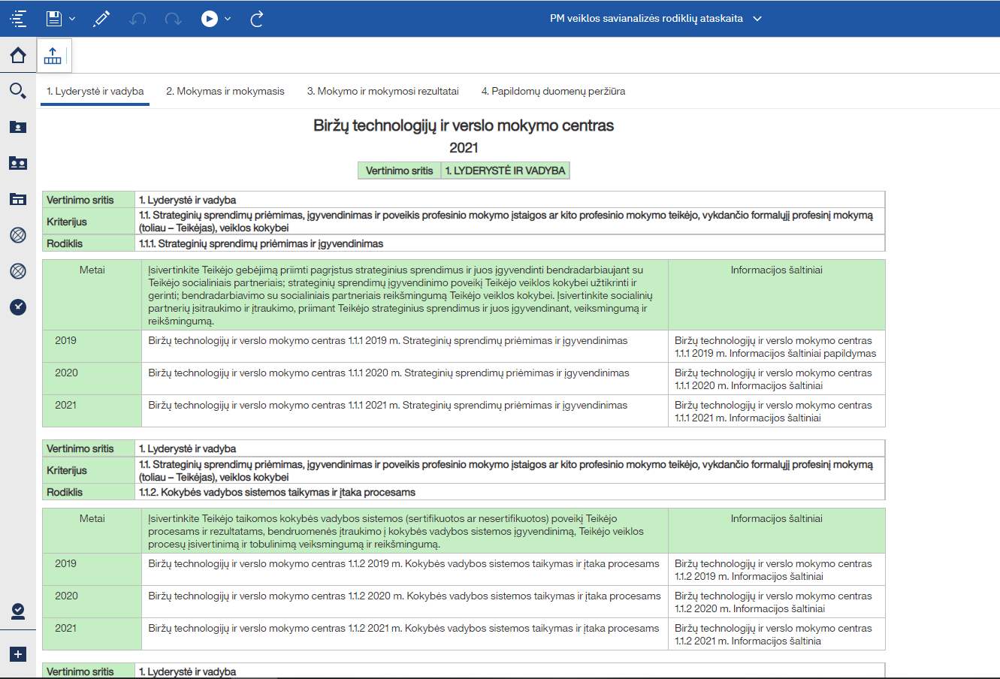 PM veiklos savianalizės rodiklių ataskaita
1. Lyderystė ir vadyba
2. Mokymas ir mokymasis
3. Mokymo ir mokymosi rezultatai
4. Papildomų duomenų peržiūra
Biržų technologijų ir verslo mokymo centras
2021
Vertinimo sritis
1. LYDERYSTĖ IR VADYBA
Vertinimo sritis
1. Lyderystė ir vadyba
Kriterijus
1.1. Strateginių sprendimų priėmimas, įgyvendinimas ir poveikis profesinio mokymo įstaigos ar kito profesinio mokymo teikėjo, vykdančio formalųjį profesinį mokymą
(toliau – Teikėjas), veiklos kokybei
Rodiklis
1.1.1. Strateginių sprendimų priėmimas ir įgyvendinimas
Metai
Įsivertinkite Teikėjo gebėjimą priimti pagrįstus strateginius sprendimus ir juos įgyvendinti bendradarbiaujant su
Teikėjo socialiniais partneriais; strateginių sprendimų įgyvendinimo poveikį Teikėjo veiklos kokybei užtikrinti ir
gerinti; bendradarbiavimo su socialiniais partneriais reikšmingumą Teikėjo veiklos kokybei. Įsivertinkite socialinių
partnerių įsitraukimo ir įtraukimo, priimant Teikėjo strateginius sprendimus ir juos įgyvendinant, veiksmingumą ir
reikšmingumą.
Informacijos šaltiniai
2019
Biržų technologijų ir verslo mokymo centras 1.1.1 2019 m. Strateginių sprendimų priėmimas ir įgyvendinimas
Biržų technologijų ir verslo mokymo centras
1.1.1 2019 m. Informacijos šaltiniai papildymas
2020
Biržų technologijų ir verslo mokymo centras 1.1.1 2020 m. Strateginių sprendimų priėmimas ir įgyvendinimas
Biržų technologijų ir verslo mokymo centras
1.1.1 2020 m. Informacijos šaltiniai
2021
Biržų technologijų ir verslo mokymo centras 1.1.1 2021 m. Strateginių sprendimų priėmimas ir įgyvendinimas
Biržų technologijų ir verslo mokymo centras
1.1.1 2021 m. Informacijos šaltiniai
Vertinimo sritis
1. Lyderystė ir vadyba
Kriterijus
1.1. Strateginių sprendimų priėmimas, įgyvendinimas ir poveikis profesinio mokymo įstaigos ar kito profesinio mokymo teikėjo, vykdančio formalųjį profesinį mokymą
(toliau – Teikėjas), veiklos kokybei
Rodiklis
1.1.2. Kokybės vadybos sistemos taikymas ir įtaka procesams
Metai
Įsivertinkite Teikėjo taikomos kokybės vadybos sistemos (sertifikuotos ar nesertifikuotos) poveikį Teikėjo
procesams ir rezultatams, bendruomenės įtraukimo į kokybės vadybos sistemos įgyvendinimą, Teikėjo veiklos
procesų įsivertinimą ir tobulinimą veiksmingumą ir reikšmingumą.
Informacijos šaltiniai
2019
Biržų technologijų ir verslo mokymo centras 1.1.2 2019 m. Kokybės vadybos sistemos taikymas ir įtaka procesams
Biržų technologijų ir verslo mokymo centras
1.1.2 2019 m. Informacijos šaltiniai
2020
Biržų technologijų ir verslo mokymo centras 1.1.2 2020 m. Kokybės vadybos sistemos taikymas ir įtaka procesams
Biržų technologijų ir verslo mokymo centras
1.1.2 2020 m. Informacijos šaltiniai
2021
Biržų technologijų ir verslo mokymo centras 1.1.2 2021 m. Kokybės vadybos sistemos taikymas ir įtaka procesams
Biržų technologijų ir verslo mokymo centras
1.1.2 2021 m. Informacijos šaltinia
Vertinimo sritis
1. Lyderystė ir vadyba